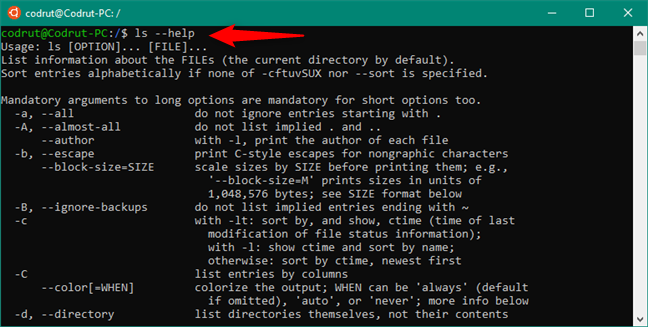 codrut@Codrut-PC: /
codrut@Codrut-PC:/$ ls --help
Usage: ls [OPTION]... [FILE]...
List information about the FILEs (the current directory by default).
Sort entries alphabetically if none of -cftuvSUX nor --sort is specified.

Mandatory arguments to long options are mandatory for short options too.
  -a, --all                  do not ignore entries starting with .
  -A, --almost-all           do not list implied . and ..
      --author               with -l, print the author of each file
  -b, --escape               print C-style escapes for nongraphic characters
      --block-size=SIZE      scale sizes by SIZE before printing them; e.g.,
                               '--block-size=M' prints sizes in units of
                               1,048,576 bytes; see SIZE format below
  -B, --ignore-backups       do not list implied entries ending with ~
  -c                         with -lt: sort by, and show, ctime (time of last
                               modification of file status information);
                               with -l: show ctime and sort by name;
                               otherwise: sort by ctime, newest first
  -C                         list entries by columns
      --color[=WHEN]         colorize the output; WHEN can be 'always' (default
                               if omitted), 'auto', or 'never'; more info below
  -d, --directory            list directories themselves, not their contents